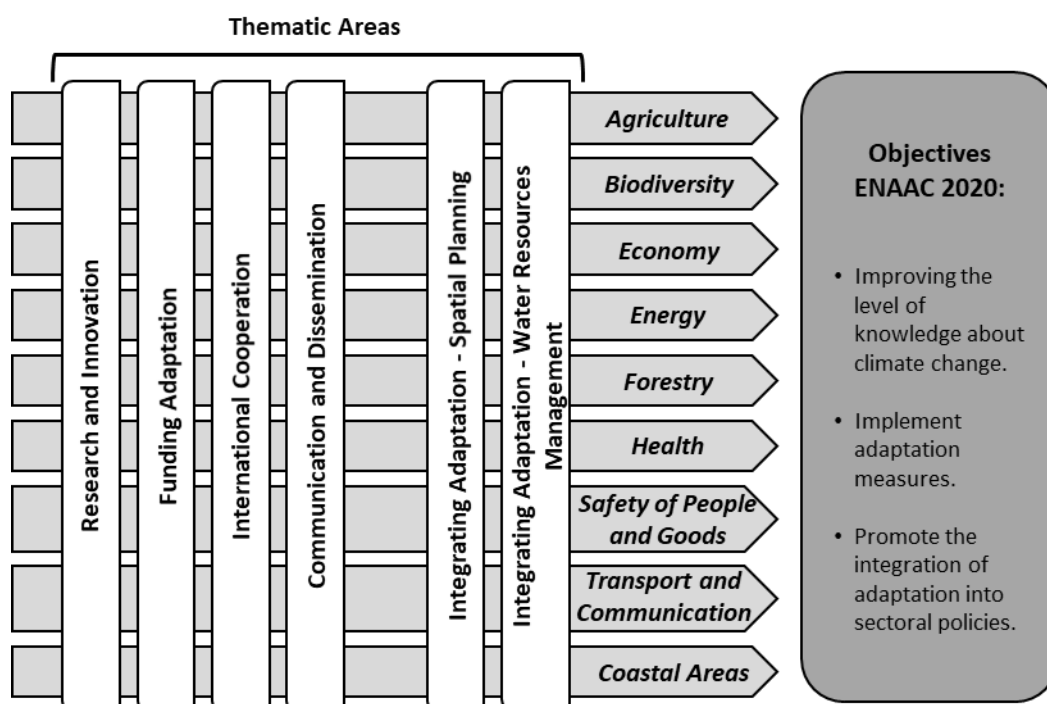 Thematic Areas
Research and Innovation
Funding Adaptation
International Cooperation
Communication and Dissemination
Integrating Adaptation - Spatial Planning
Integrating Adaptation - Water Resources
Management
Agriculture
Biodiversity
Economy
Energy
Forestry
Health
Safety of People
and Goods
Transport and
Communication
Coastal Areas
Objectives
ENAAC 2020:
• Improving the
level of
knowledge about
climate change.
• Implement
adaptation
measures.
• Promote the
integration of
adaptation into
sectoral policies.